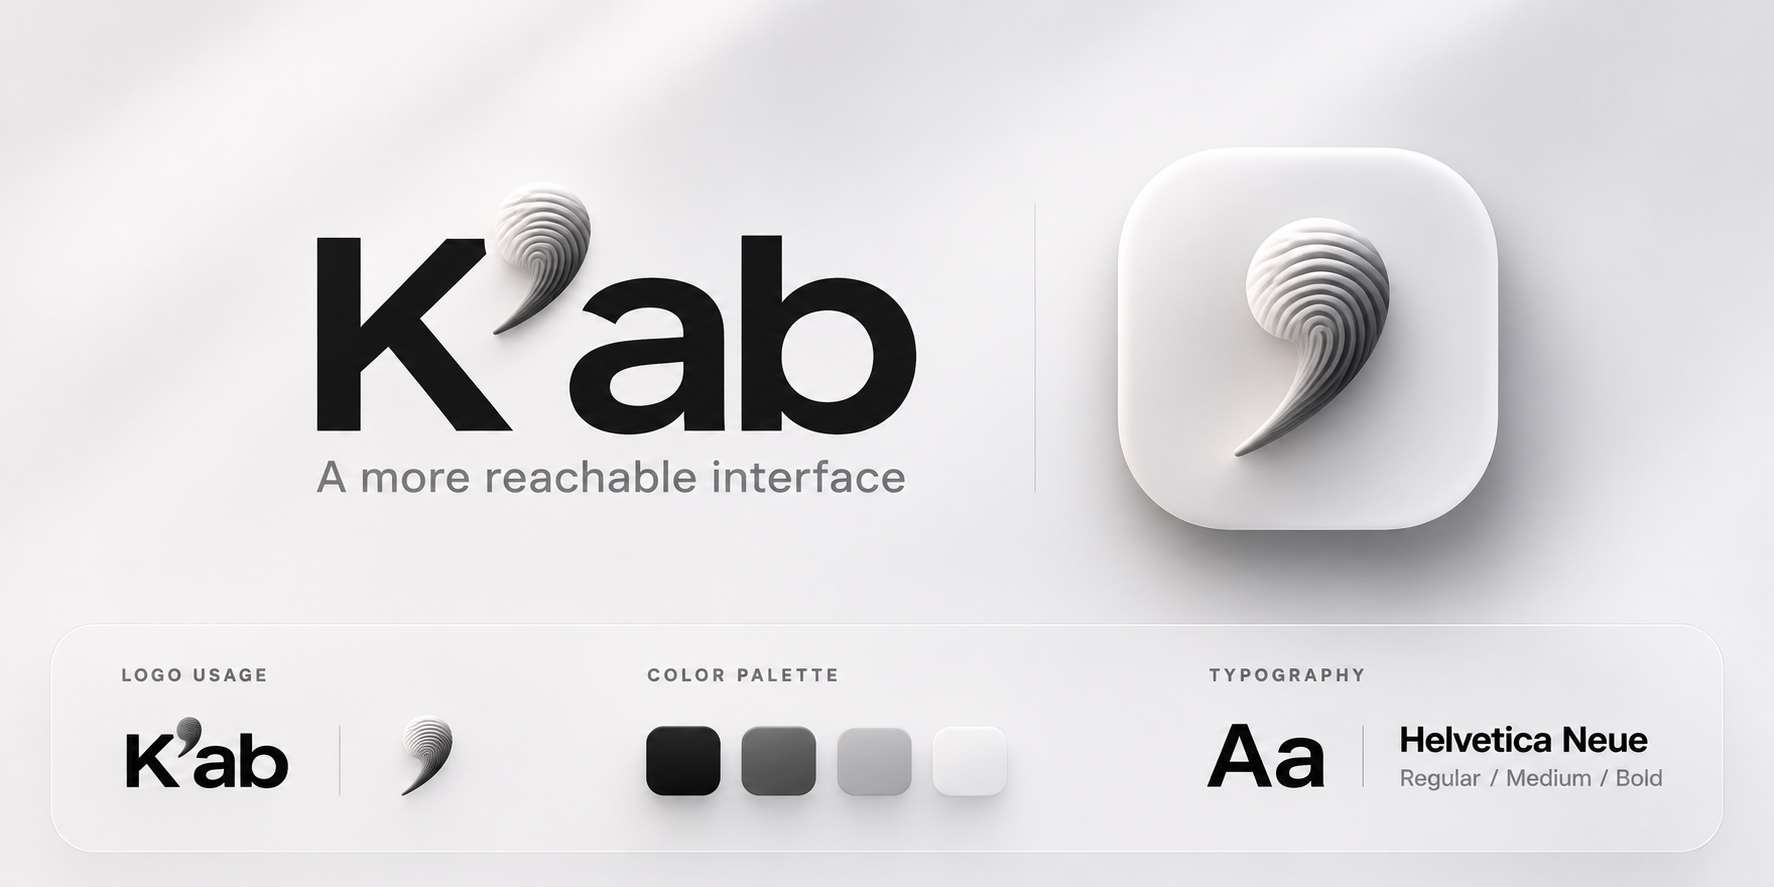 K’ab
A more reachable interface
’
LOGO USAGE
K’ab
’
COLOR PALETTE
TYPOGRAPHY
Aa
Helvetica Neue
Regular / Medium / Bold